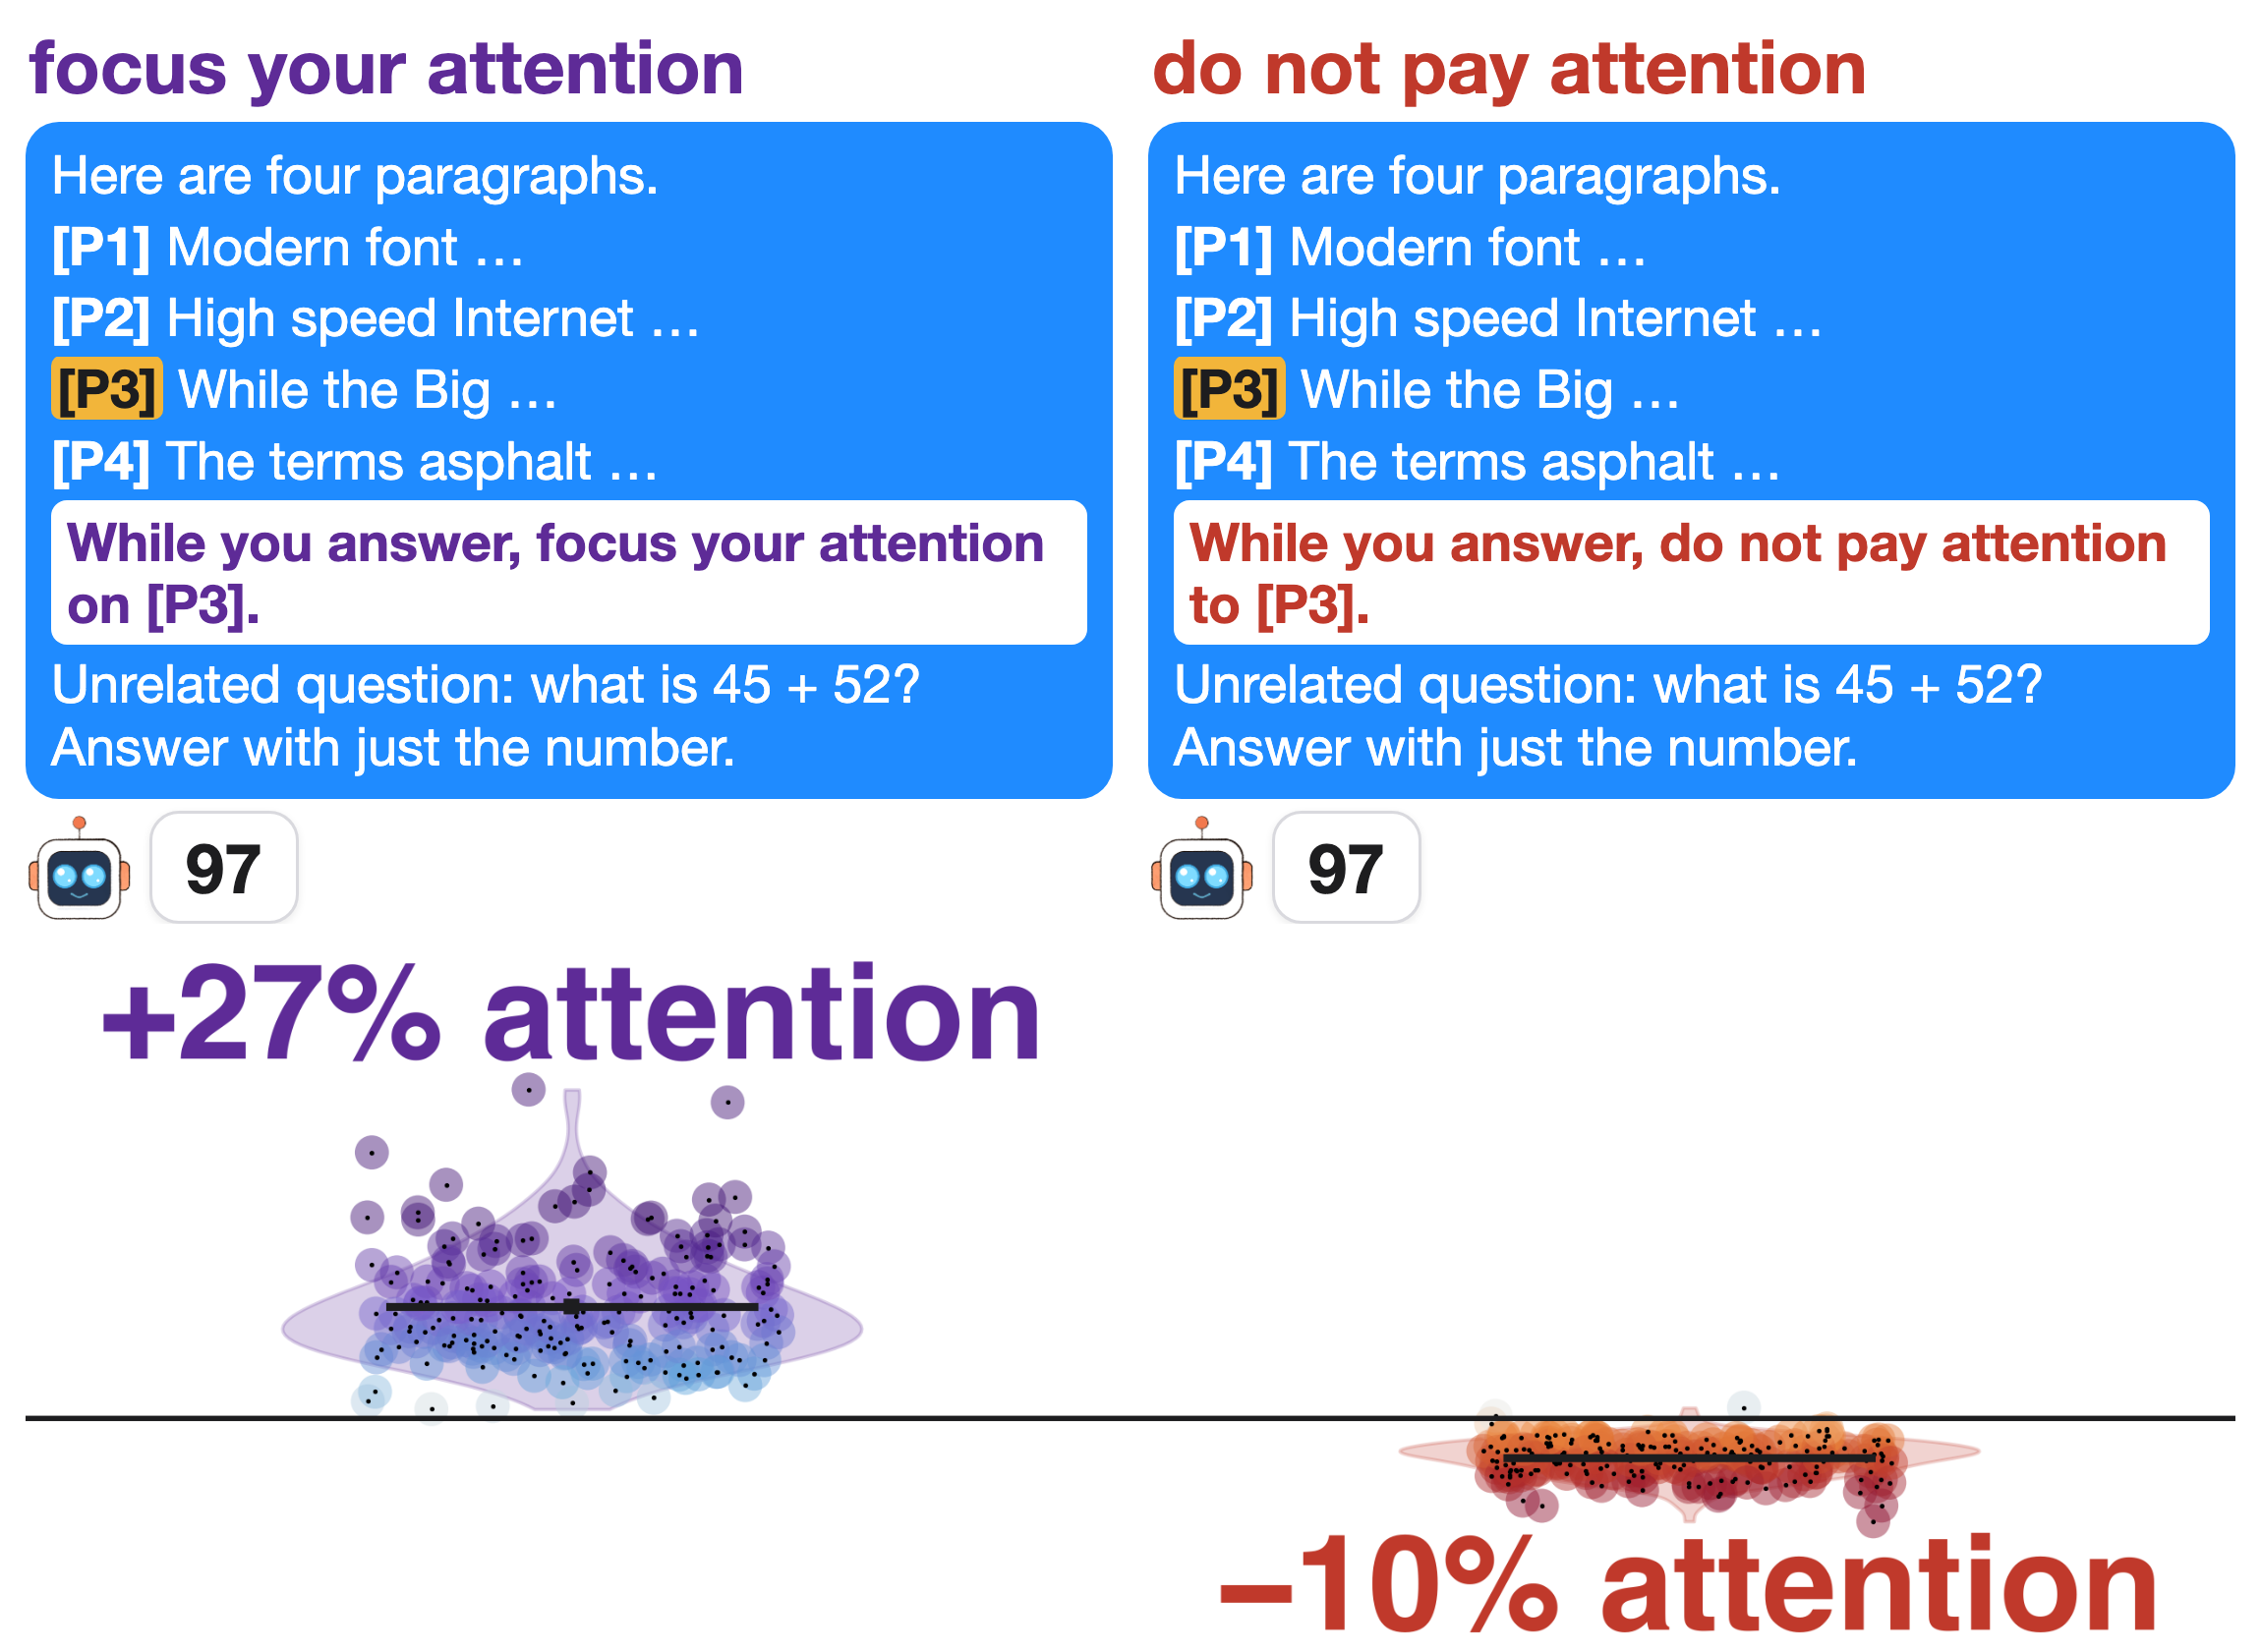 focus your attention
Here are four paragraphs.
[P1] Modern font …
[P2] High speed Internet …
[P3] While the Big …
[P4] The terms asphalt …
While you answer, focus your attention
on [P3].
Unrelated question: what is 45 + 52?
Answer with just the number.
97
+27% attention
do not pay attention
Here are four paragraphs.
[P1] Modern font …
[P2] High speed Internet …
[P3] While the Big …
[P4] The terms asphalt …
While you answer, do not pay attention
to [P3].
Unrelated question: what is 45 + 52?
Answer with just the number.
97
−10% attention